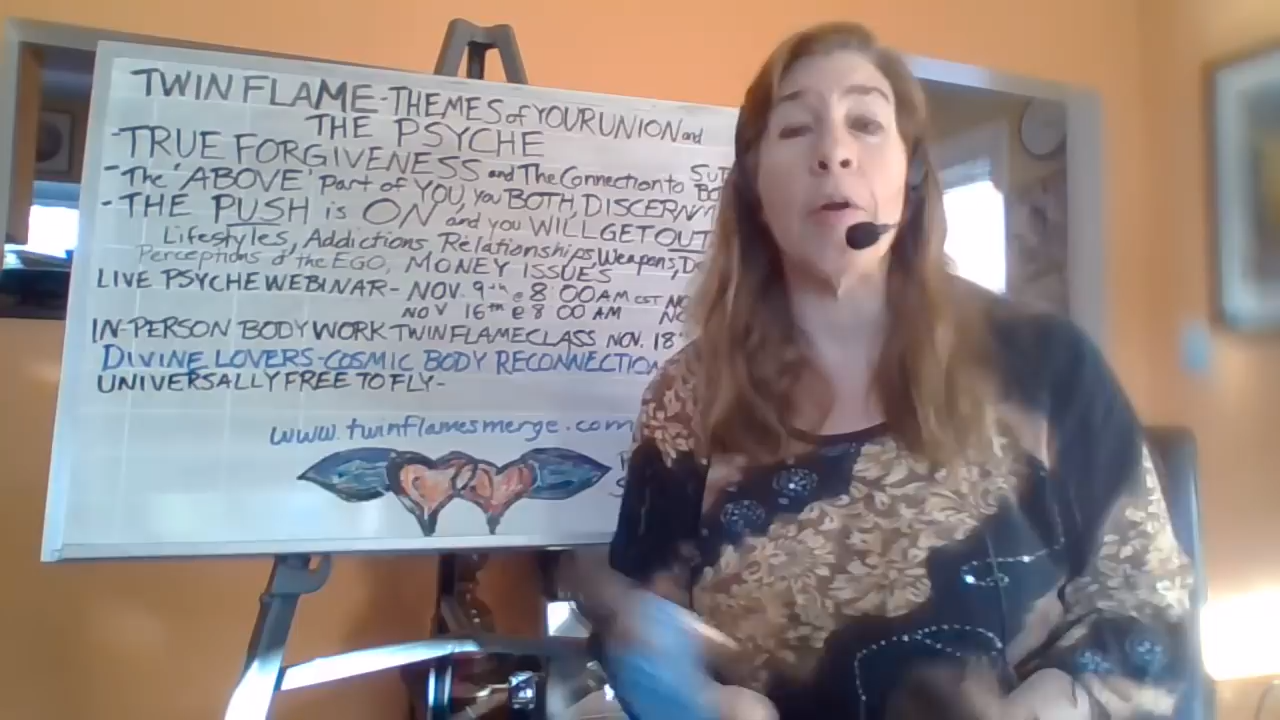 TWIN FLAME-THEMES of YOUR UNION and
THE PSYCHE
-TRUE FORGIVENESS and The Connection to
-The 'ABOVE' Part of YOU, you BOTH,
-THE PUSH is ON and you WILL GET OUT
Lifestyles, Addictions, Relationships, Weapons,
Perceptions of the EGO, MONEY ISSUES
LIVE PSYCHE WEBINAR- NOV. 9th @ 8:00AM CST
NOV 16th @ 8 00 AM
IN-PERSON BODYWORK TWIN FLAME CLASS NOV. 18
DIVINE LOVERS-COSMIC BODY RECONNECTION
UNIVERSALLY FREE TO FLY-
www.twinflamesmerge.com